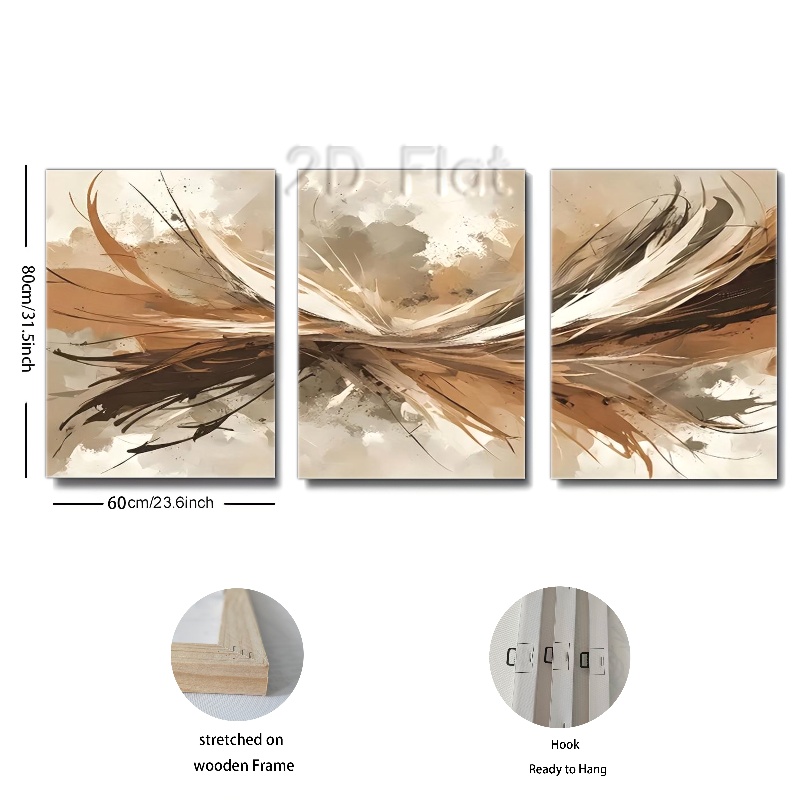 2D Flat
80cm/31.5inch
60cm/23.6inch
stretched on
wooden Frame
Hook
Ready to Hang